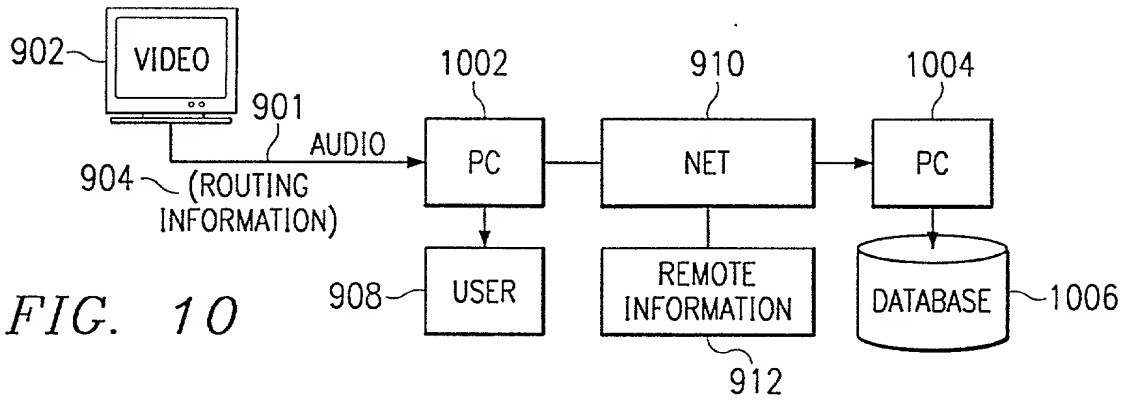 902
VIDEO
901
AUDIO
904
(ROUTING
INFORMATION)
1002
PC
910
NET
1004
PC
908
USER
REMOTE
INFORMATION
912
DATABASE
1006
FIG. 10